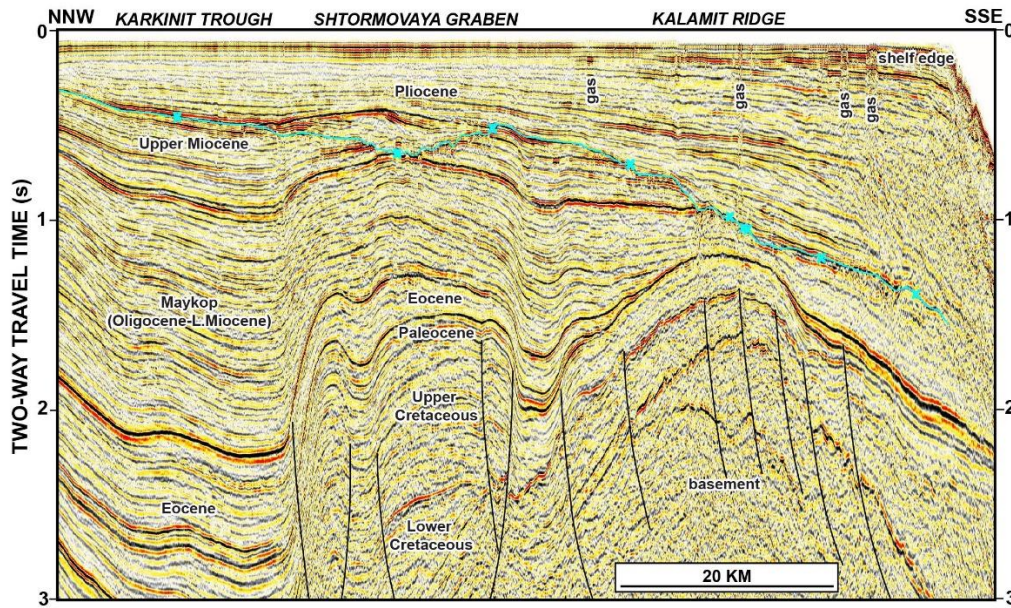 NNW KARKINIT TROUGH SHTORMOVAYA GRABEN KALAMIT RIDGE SSE
0 0
shelf edge
gas gas gas gas
Pliocene
Upper Miocene
TWO-WAY TRAVEL TIME (s)
1 1
Maykop
(Oligocene-L.Miocene)
Eocene
Paleocene
Upper
Cretaceous
2 2
basement
Eocene
Lower
Cretaceous
20 KM
3 3